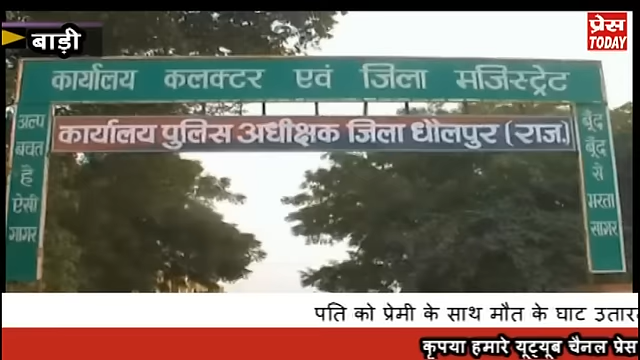 बाड़ी
प्रेस
TODAY
कार्यालय कलक्टर एवं जिला मजिस्ट्रेट
कार्यालय पुलिस अधीक्षक जिला धौलपुर (राज.)
अल्प
बचत
है
ऐसी
गागर
बूंद
बूंद
से
भरता
सागर
पति को प्रेमी के साथ मौत के घाट
कृपया हमारे यूट्यूब चैनल प्रेस